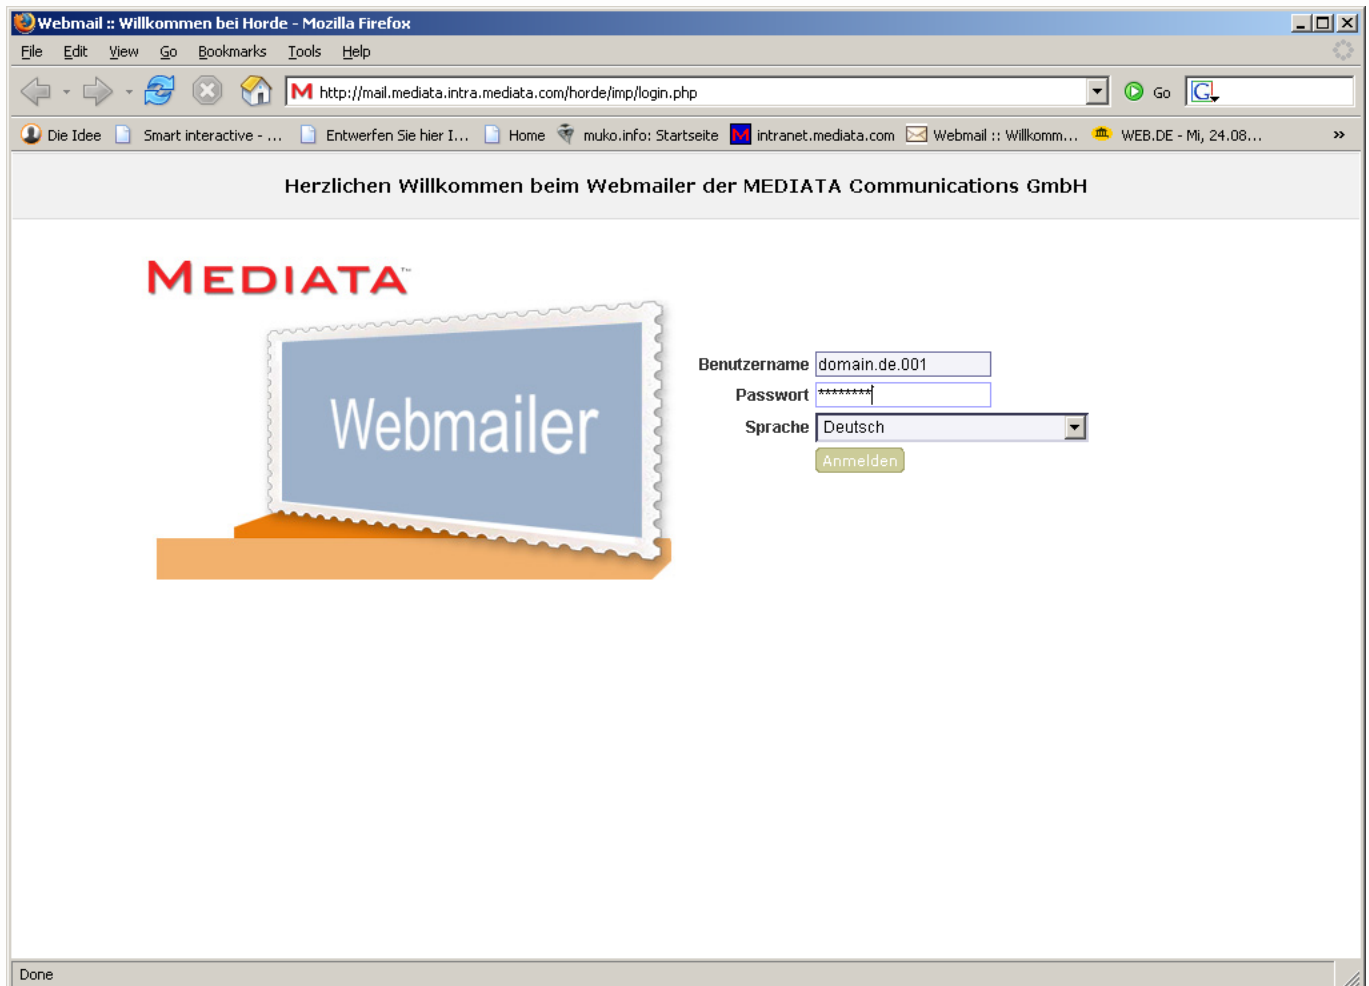 Webmail :: Willkommen bei Horde - Mozilla Firefox
File Edit View Go Bookmarks Tools Help
http://mail.mediata.intra.mediata.com/horde/imp/login.php Go G
Die Idee Smart interactive - ... Entwerfen Sie hier I... Home muko.info: Startseite M intranet.mediata.com Webmail :: Willkomm... WEB.DE - Mi, 24.08... »
Herzlichen Willkommen beim Webmailer der MEDIATA Communications GmbH
MEDIATA™
Webmailer
Benutzername domain.de.001
Passwort ********
Sprache Deutsch
Anmelden
Done